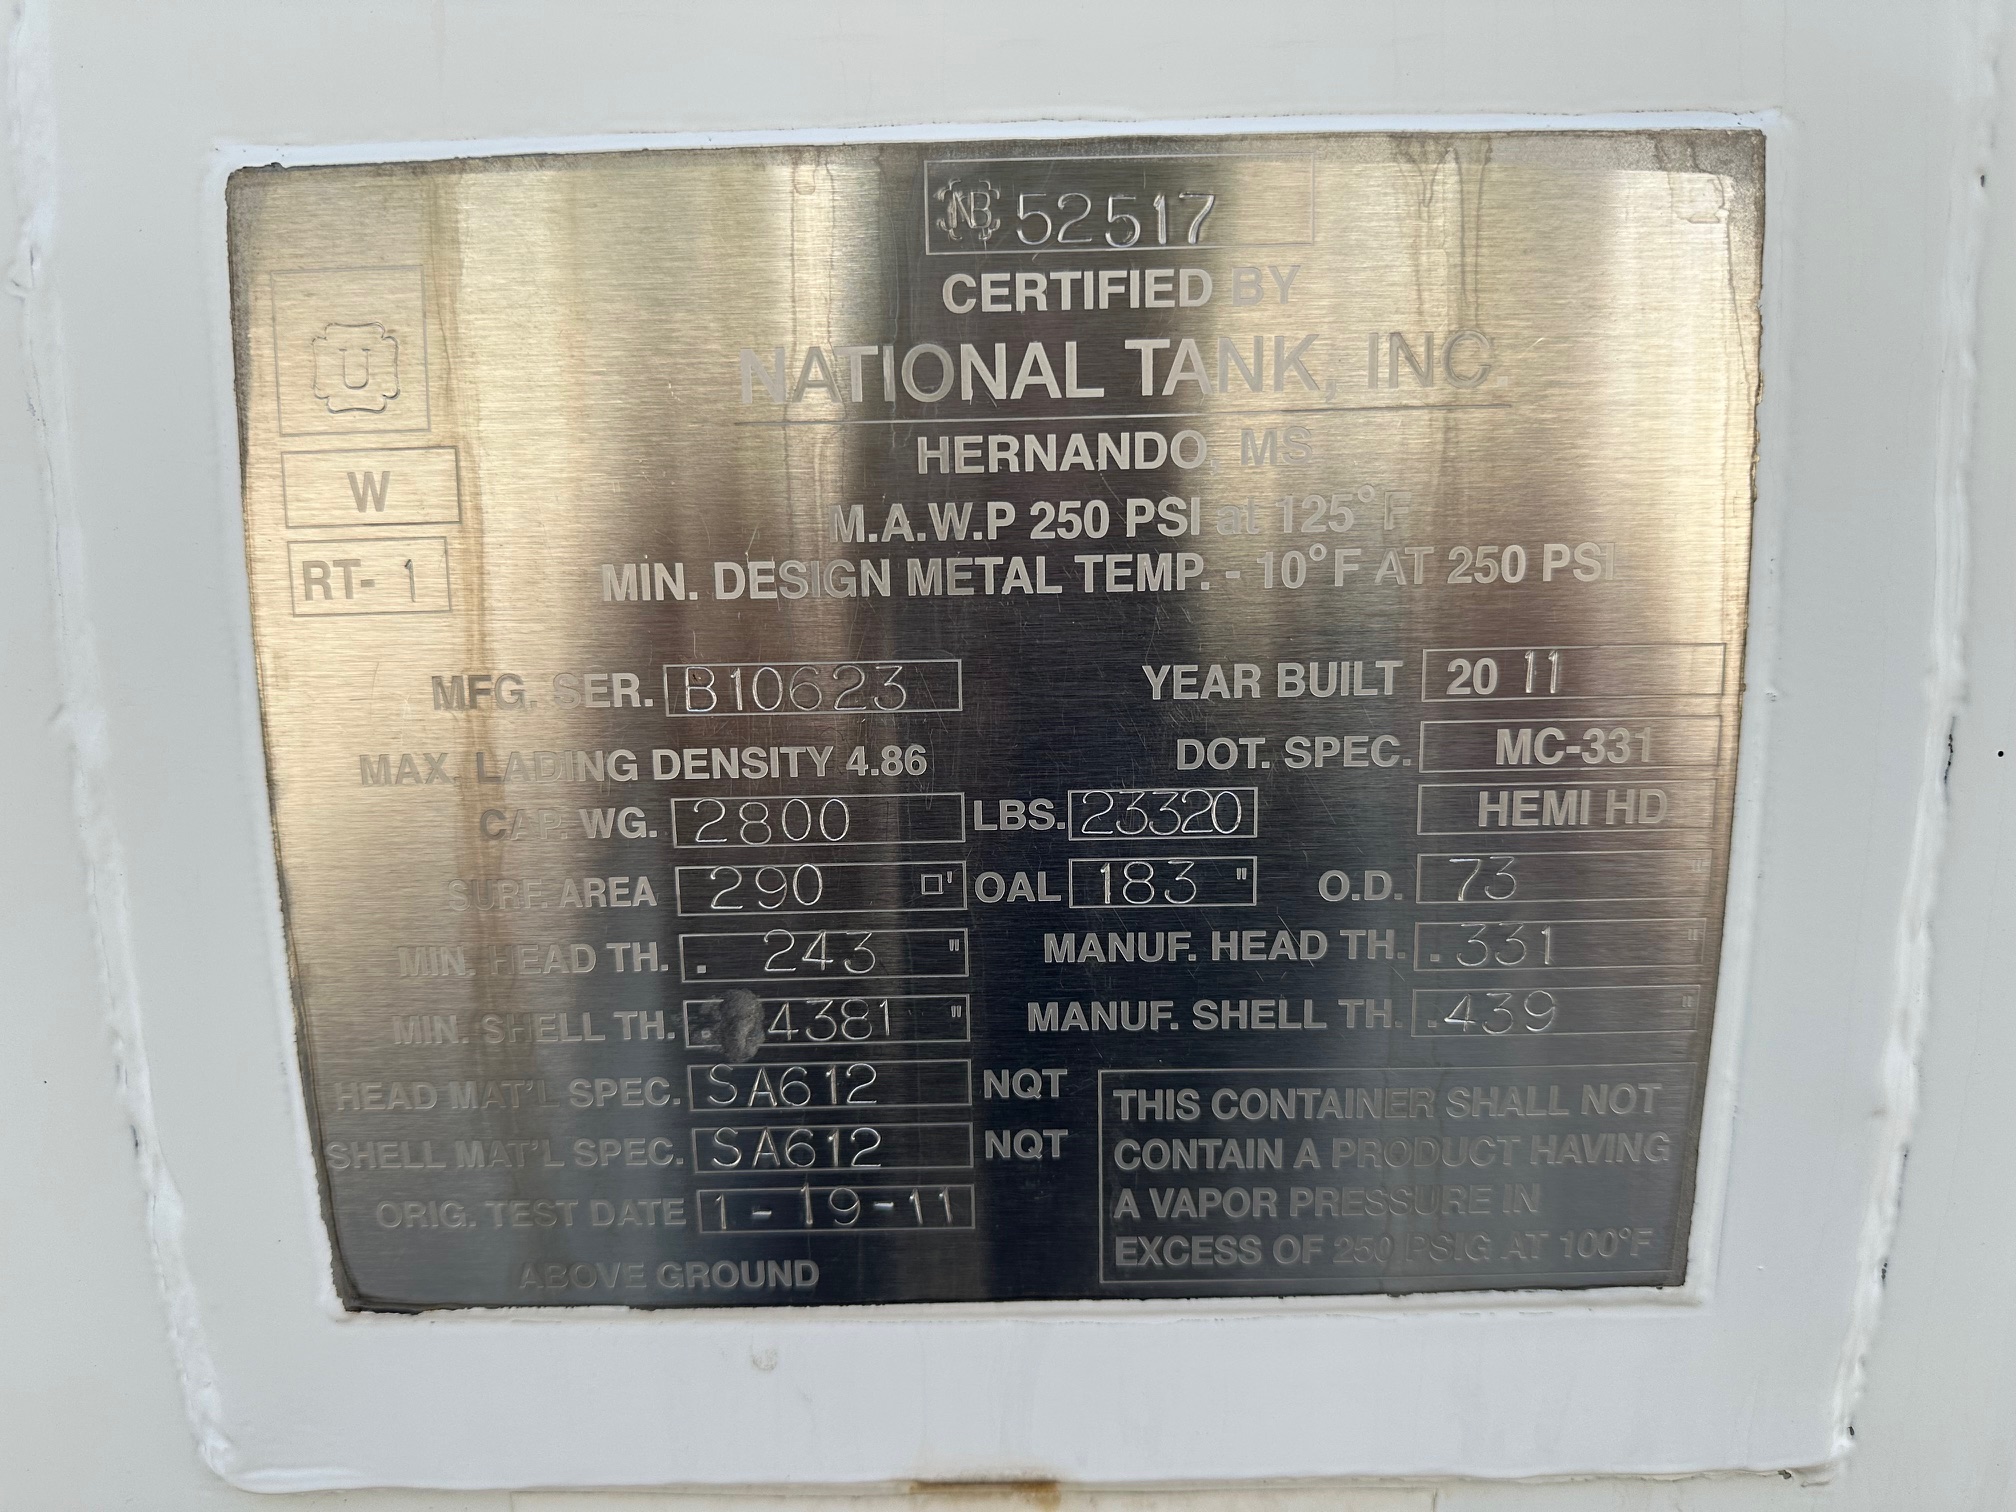 NB 52517
CERTIFIED BY
U
NATIONAL TANK, INC.
HERNANDO, MS
W
M.A.W.P 250 PSI at 125°F
RT- 1
MIN. DESIGN METAL TEMP. - 10°F AT 250 PSI
MFG. SER. B10623 YEAR BUILT 20 11
MAX. LADING DENSITY 4.86 DOT. SPEC. MC-331
CAP. WG. 2800 LBS. 23320 HEMI HD
SURF. AREA 290 □' OAL 183 " O.D. 73 "
MIN. HEAD TH. . 243 " MANUF. HEAD TH. .331 "
MIN. SHELL TH. . 4381 " MANUF. SHELL TH. .439 "
HEAD MAT'L SPEC. SA612 NQT
SHELL MAT'L SPEC. SA612 NQT
ORIG. TEST DATE 1-19-11
ABOVE GROUND
THIS CONTAINER SHALL NOT
CONTAIN A PRODUCT HAVING
A VAPOR PRESSURE IN
EXCESS OF 250 PSIG AT 100°F